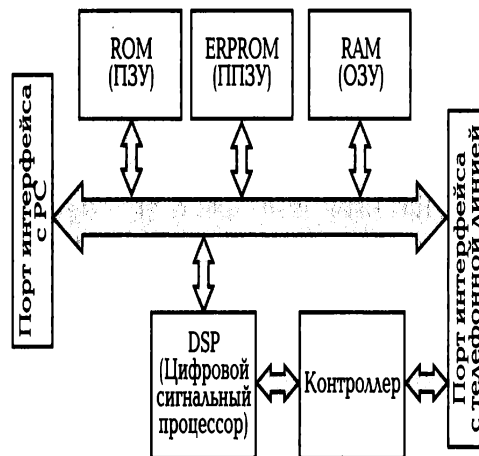 ROM
(ПЗУ)
ERPROM
(ППЗУ)
RAM
(ОЗУ)
Порт интерфейса
с PC
Порт интерфейса
с телефонной линией
DSP
(Цифровой
сигнальный
процессор)
Контроллер